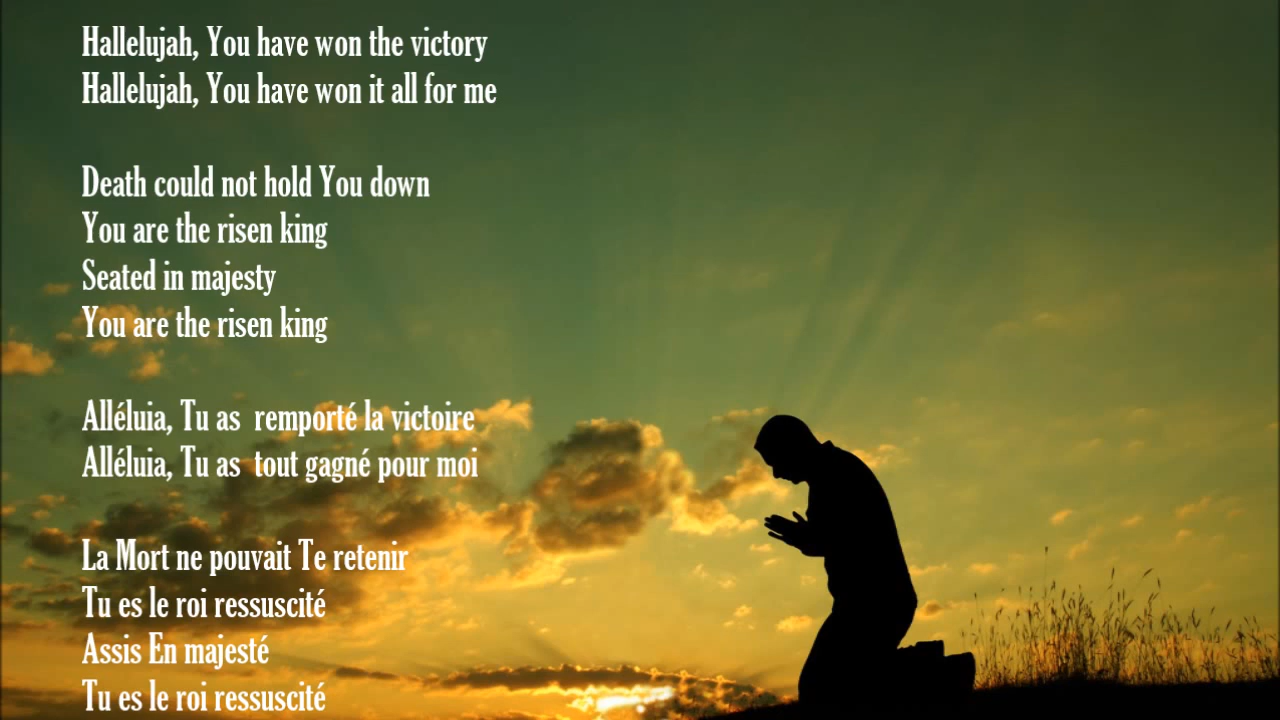 Hallelujah, You have won the victory
Hallelujah, You have won it all for me
Death could not hold You down
You are the risen king
Seated in majesty
You are the risen king
Alléluia, Tu as  remporté la victoire
Alléluia, Tu as  tout gagné pour moi
La Mort ne pouvait Te retenir
Tu es le roi ressuscité
Assis En majesté
Tu es le roi ressuscité